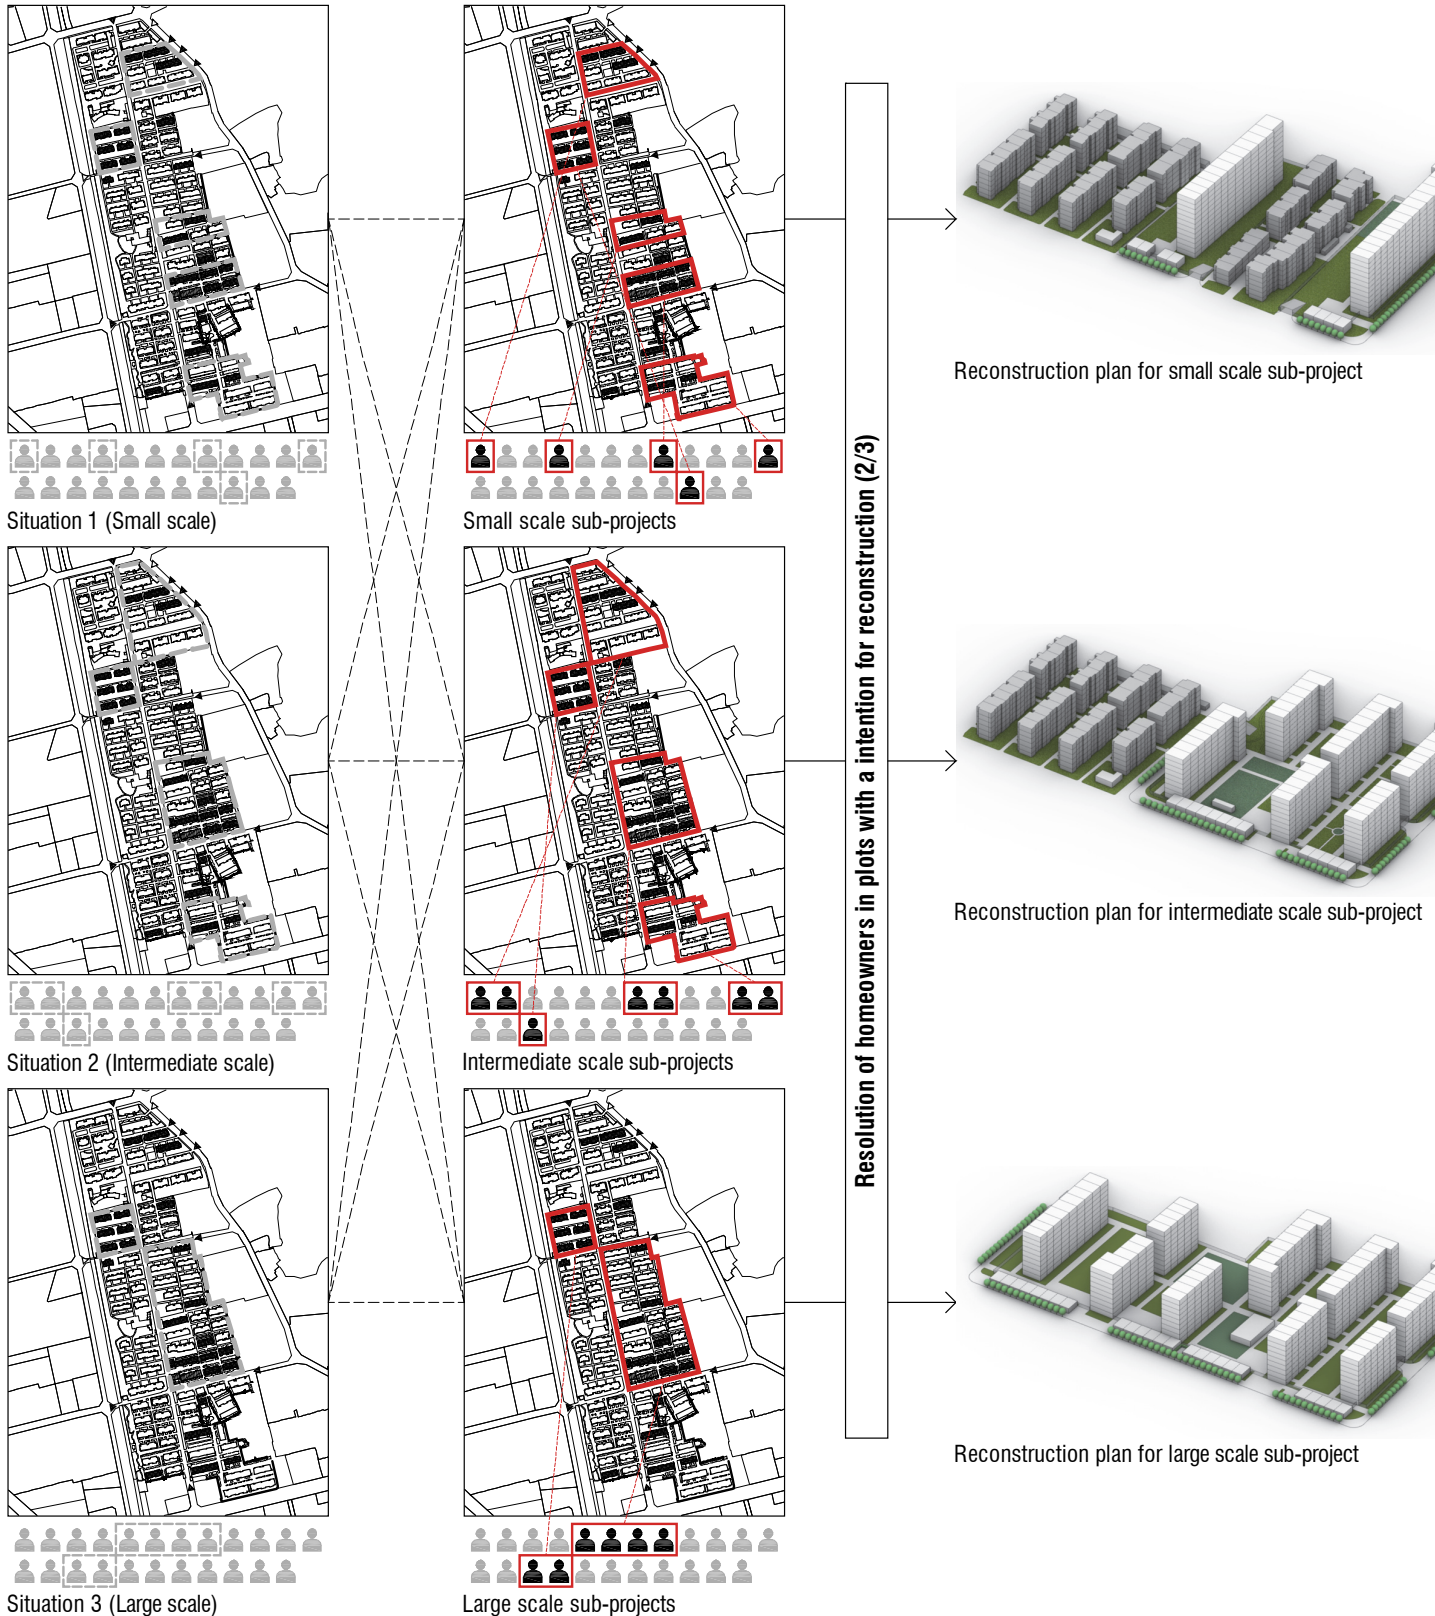 Reconstruction plan for small scale sub-project
Situation 1 (Small scale)
Small scale sub-projects
Resolution of homeowners in plots with a intention for reconstruction (2/3)
Reconstruction plan for intermediate scale sub-project
Situation 2 (Intermediate scale)
Intermediate scale sub-projects
Reconstruction plan for large scale sub-project
Situation 3 (Large scale)
Large scale sub-projects